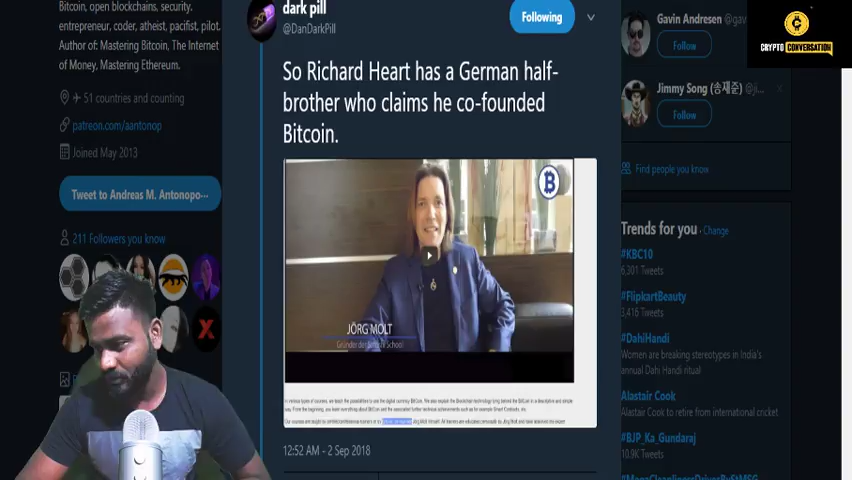 Bitcoin, open blockchains, security,
entrepreneur, coder, atheist, pacifist, pilot.
Author of: Mastering Bitcoin, The Internet
of Money, Mastering Ethereum.
51 countries and counting
patreon.com/aantonop
Joined May 2013
Tweet to Andreas M. Antonopo···
211 Followers you know
dark pill
@DanDarkPill
Following
So Richard Heart has a German half-
brother who claims he co-founded
Bitcoin.
JÖRG MOLT
12:52 AM - 2 Sep 2018
Gavin Andresen @gav
Follow
Jimmy Song (송재준) @j...
Follow
Find people you know
Trends for you · Change
#KBC10
6,301 Tweets
#FlipkartBeauty
3,416 Tweets
#DahiHandi
Women are breaking stereotypes in India's
annual Dahi Handi ritual
Alastair Cook
Alastair Cook to retire from international cricket
#BJP_Ka_Gundaraj
10.9K Tweets
CRYPTO CONVERSATION